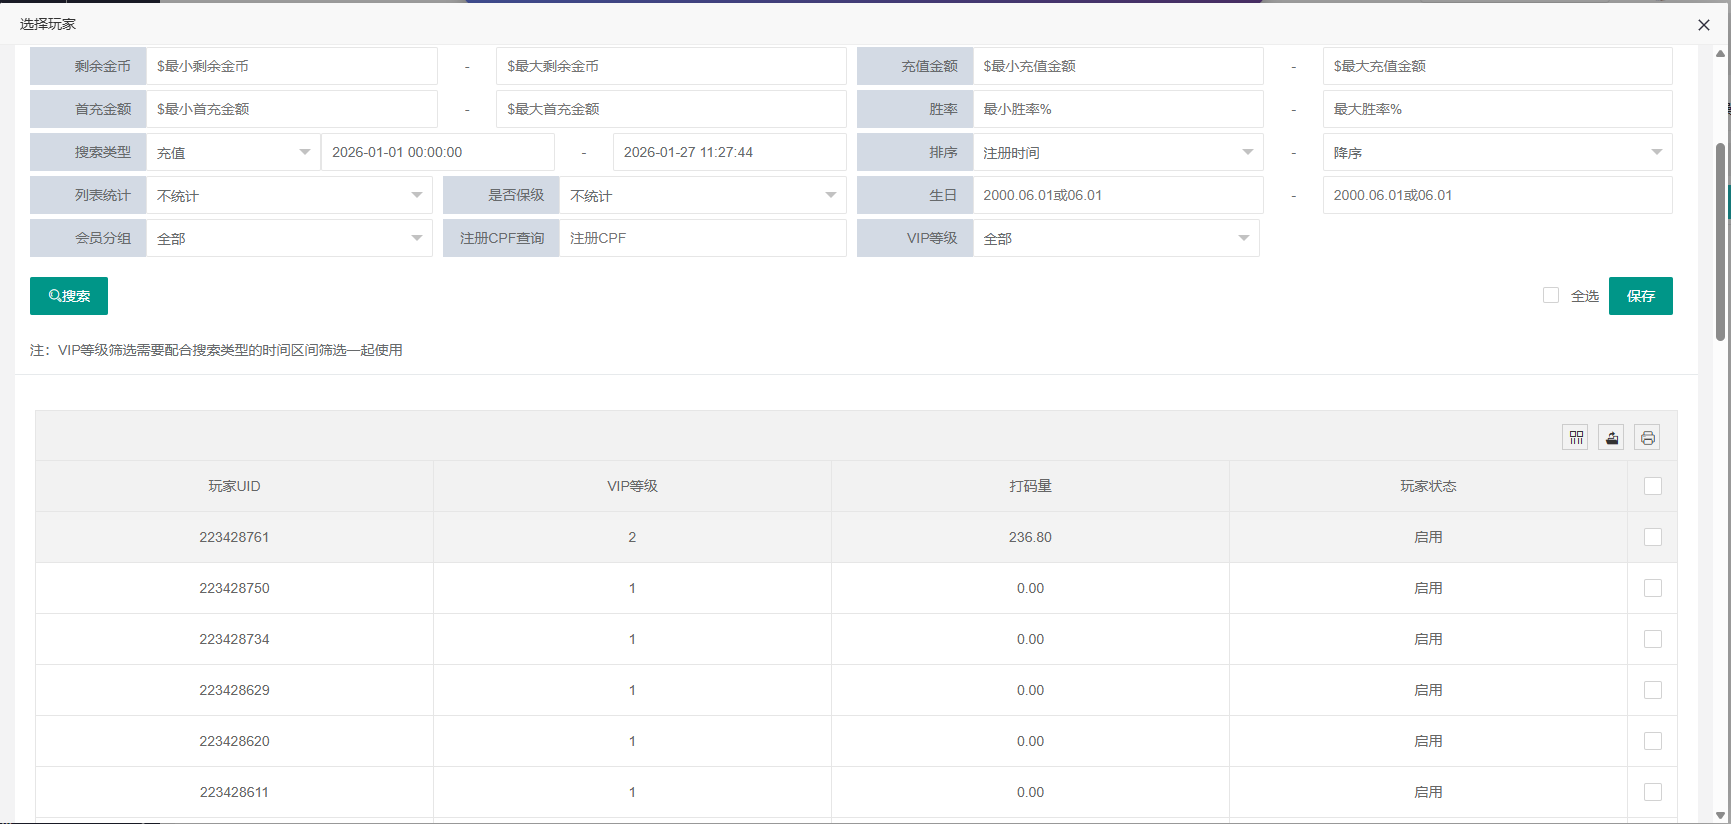 选择玩家
剩余金币 $最小剩余金币 - $最大剩余金币 充值金额 $最小充值金额 - $最大充值金额
首充金额 $最小首充金额 - $最大首充金额 胜率 最小胜率% - 最大胜率%
搜索类型 充值 2026-01-01 00:00:00 - 2026-01-27 11:27:44 排序 注册时间 - 降序
列表统计 不统计 是否保级 不统计 生日 2000.06.01或06.01 - 2000.06.01或06.01
会员分组 全部 注册CPF查询 注册CPF VIP等级 全部
搜索 全选 保存
注：VIP等级筛选需要配合搜索类型的时间区间筛选一起使用
玩家UID VIP等级 打码量 玩家状态
223428761 2 236.80 启用
223428750 1 0.00 启用
223428734 1 0.00 启用
223428629 1 0.00 启用
223428620 1 0.00 启用
223428611 1 0.00 启用